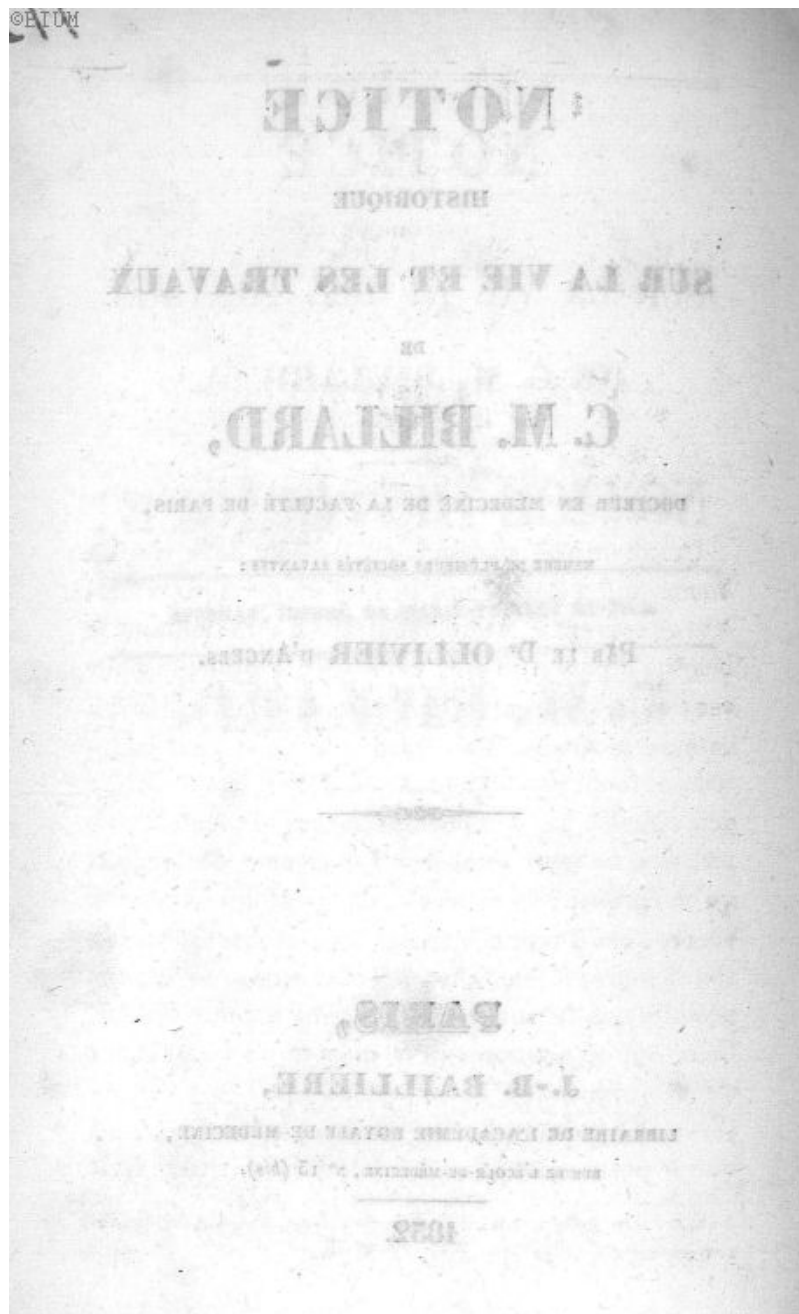 ©BIUM
NOTICE
HISTORIQUE
SUR LA VIE ET LES TRAVAUX
DE
C. M. BILLARD,
DOCTEUR EN MÉDECINE DE LA FACULTÉ DE PARIS,
MEMBRE DE PLUSIEURS SOCIÉTÉS SAVANTES:
PAR LE Dr OLLIVIER D'ANGERS.
PARIS,
J.-B. BAILLIERE,
LIBRAIRE DE L'ACADÉMIE ROYALE DE MÉDECINE,
RUE DE L'ÉCOLE-DE-MÉDECINE, No 13 (bis).
1832.